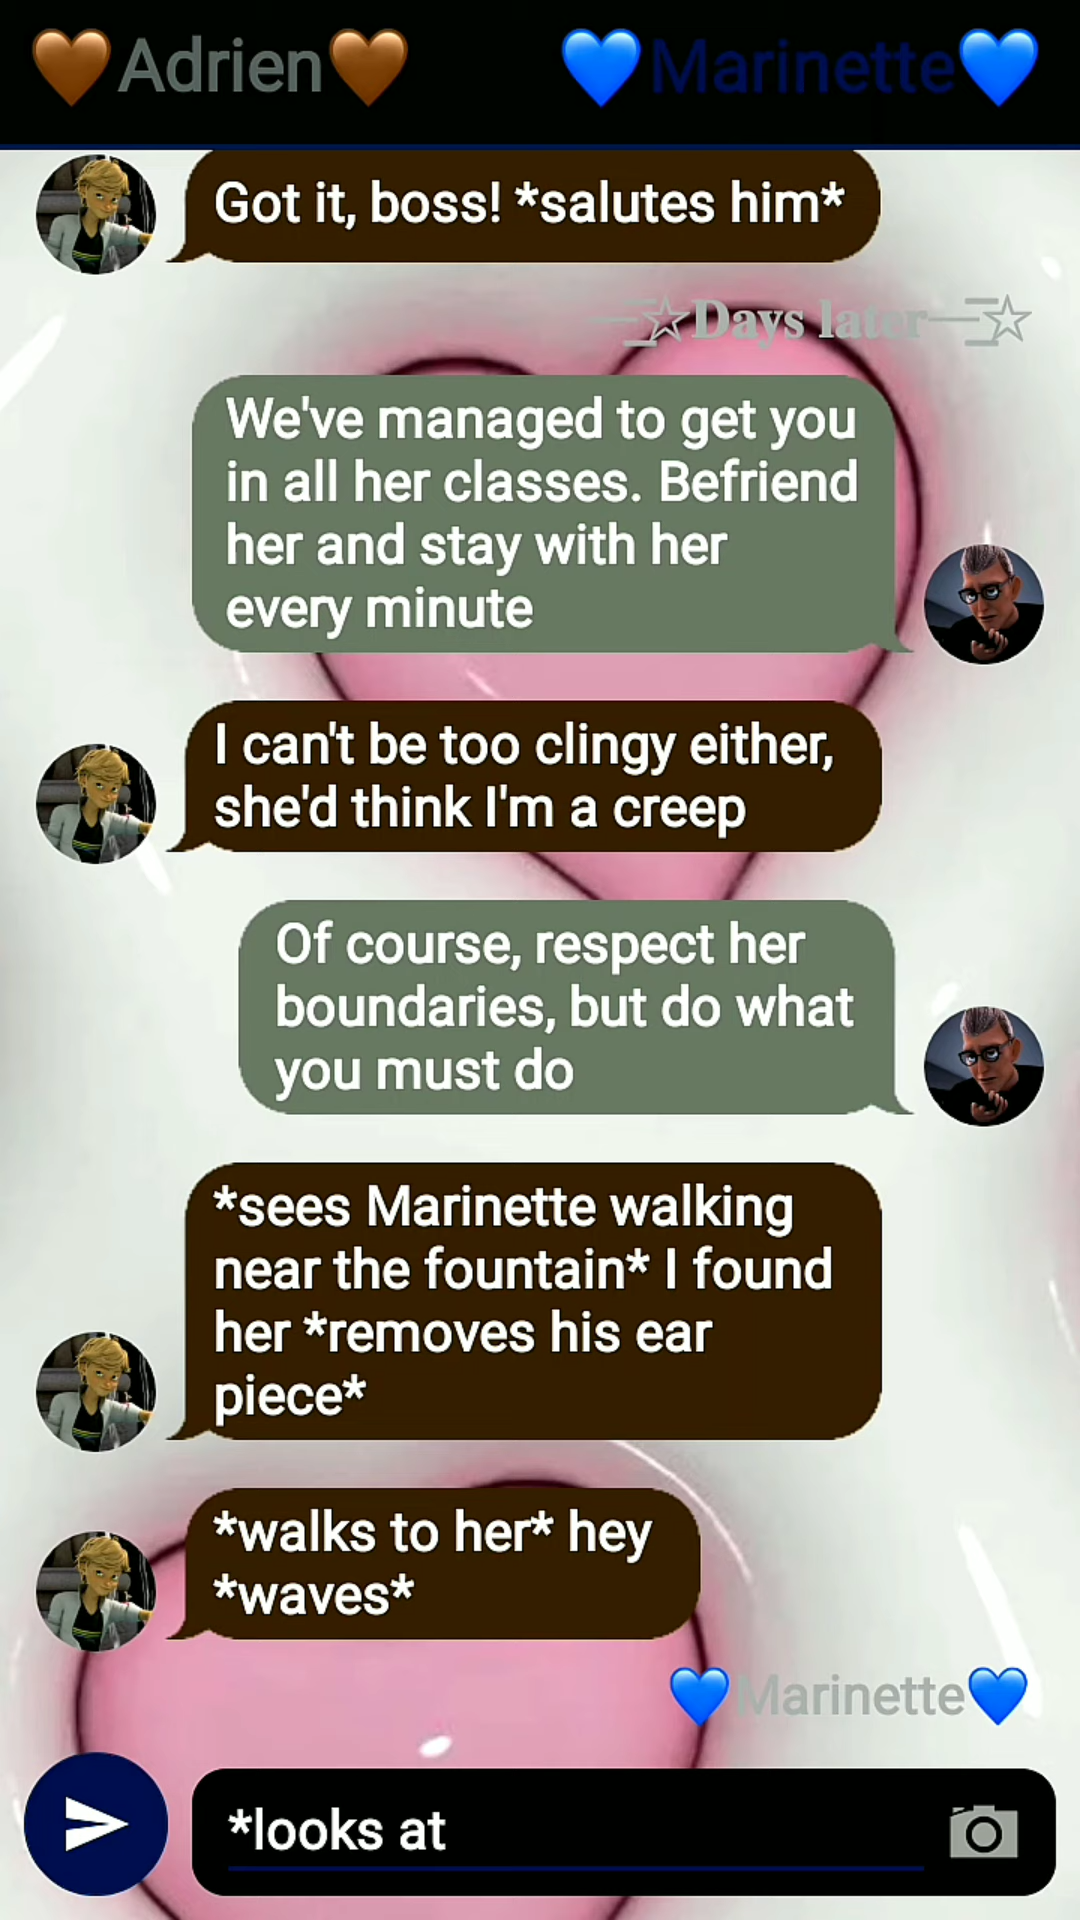 🤎Adrien🤎 💙Marinette💙
Got it, boss! *salutes him*
—͟͟͞͞☆Days later—͟͟͞͞☆
We've managed to get you
in all her classes. Befriend
her and stay with her
every minute
I can't be too clingy either,
she'd think I'm a creep
Of course, respect her
boundaries, but do what
you must do
*sees Marinette walking
near the fountain* I found
her *removes his ear
piece*
*walks to her* hey
*waves*
💙Marinette💙
*looks at